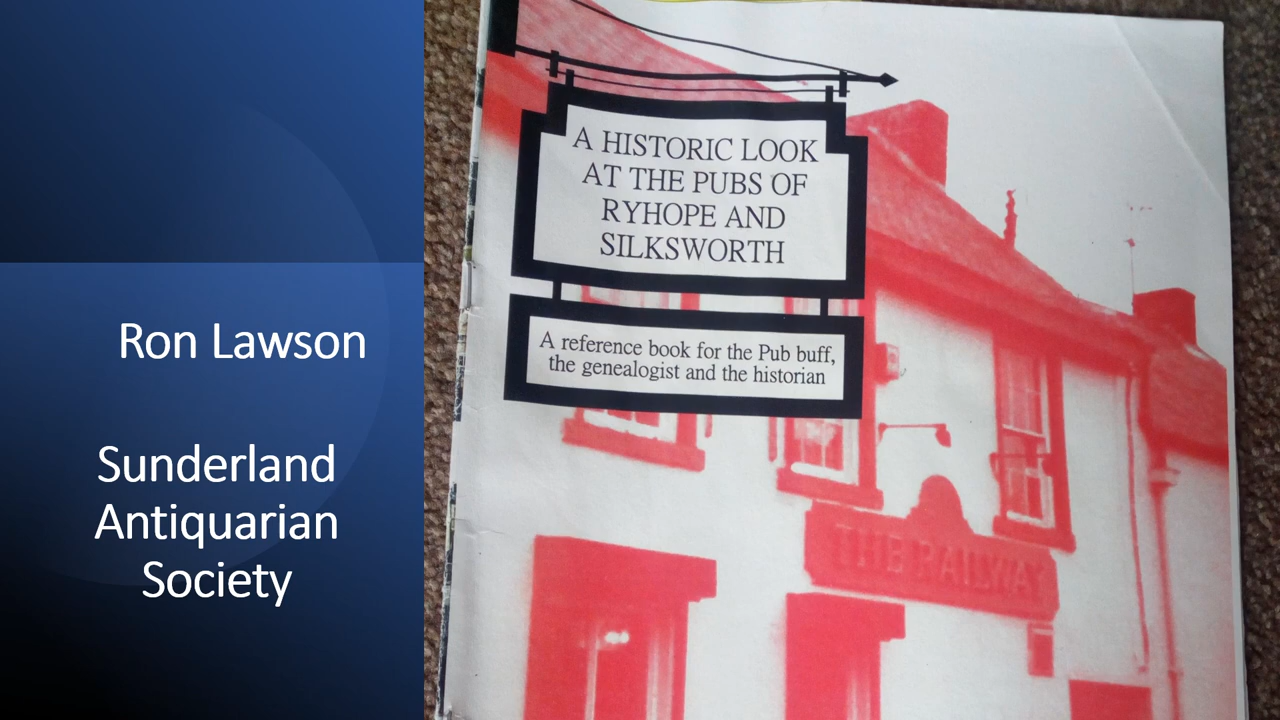 Ron Lawson
Sunderland
Antiquarian
Society
A HISTORIC LOOK
AT THE PUBS OF
RYHOPE AND
SILKSWORTH
A reference book for the Pub buff,
the genealogist and the historian
THE RAILWAY